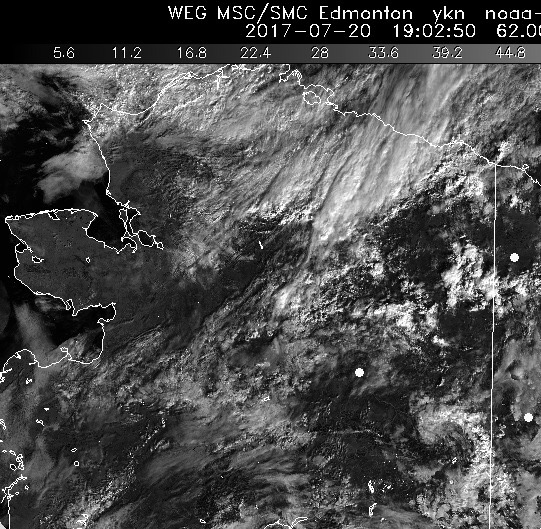 WEG MSC/SMC Edmonton ykn noaa-
2017-07-20 19:02:50 62.00
5.6 11.2 16.8 22.4 28 33.6 39.2 44.8